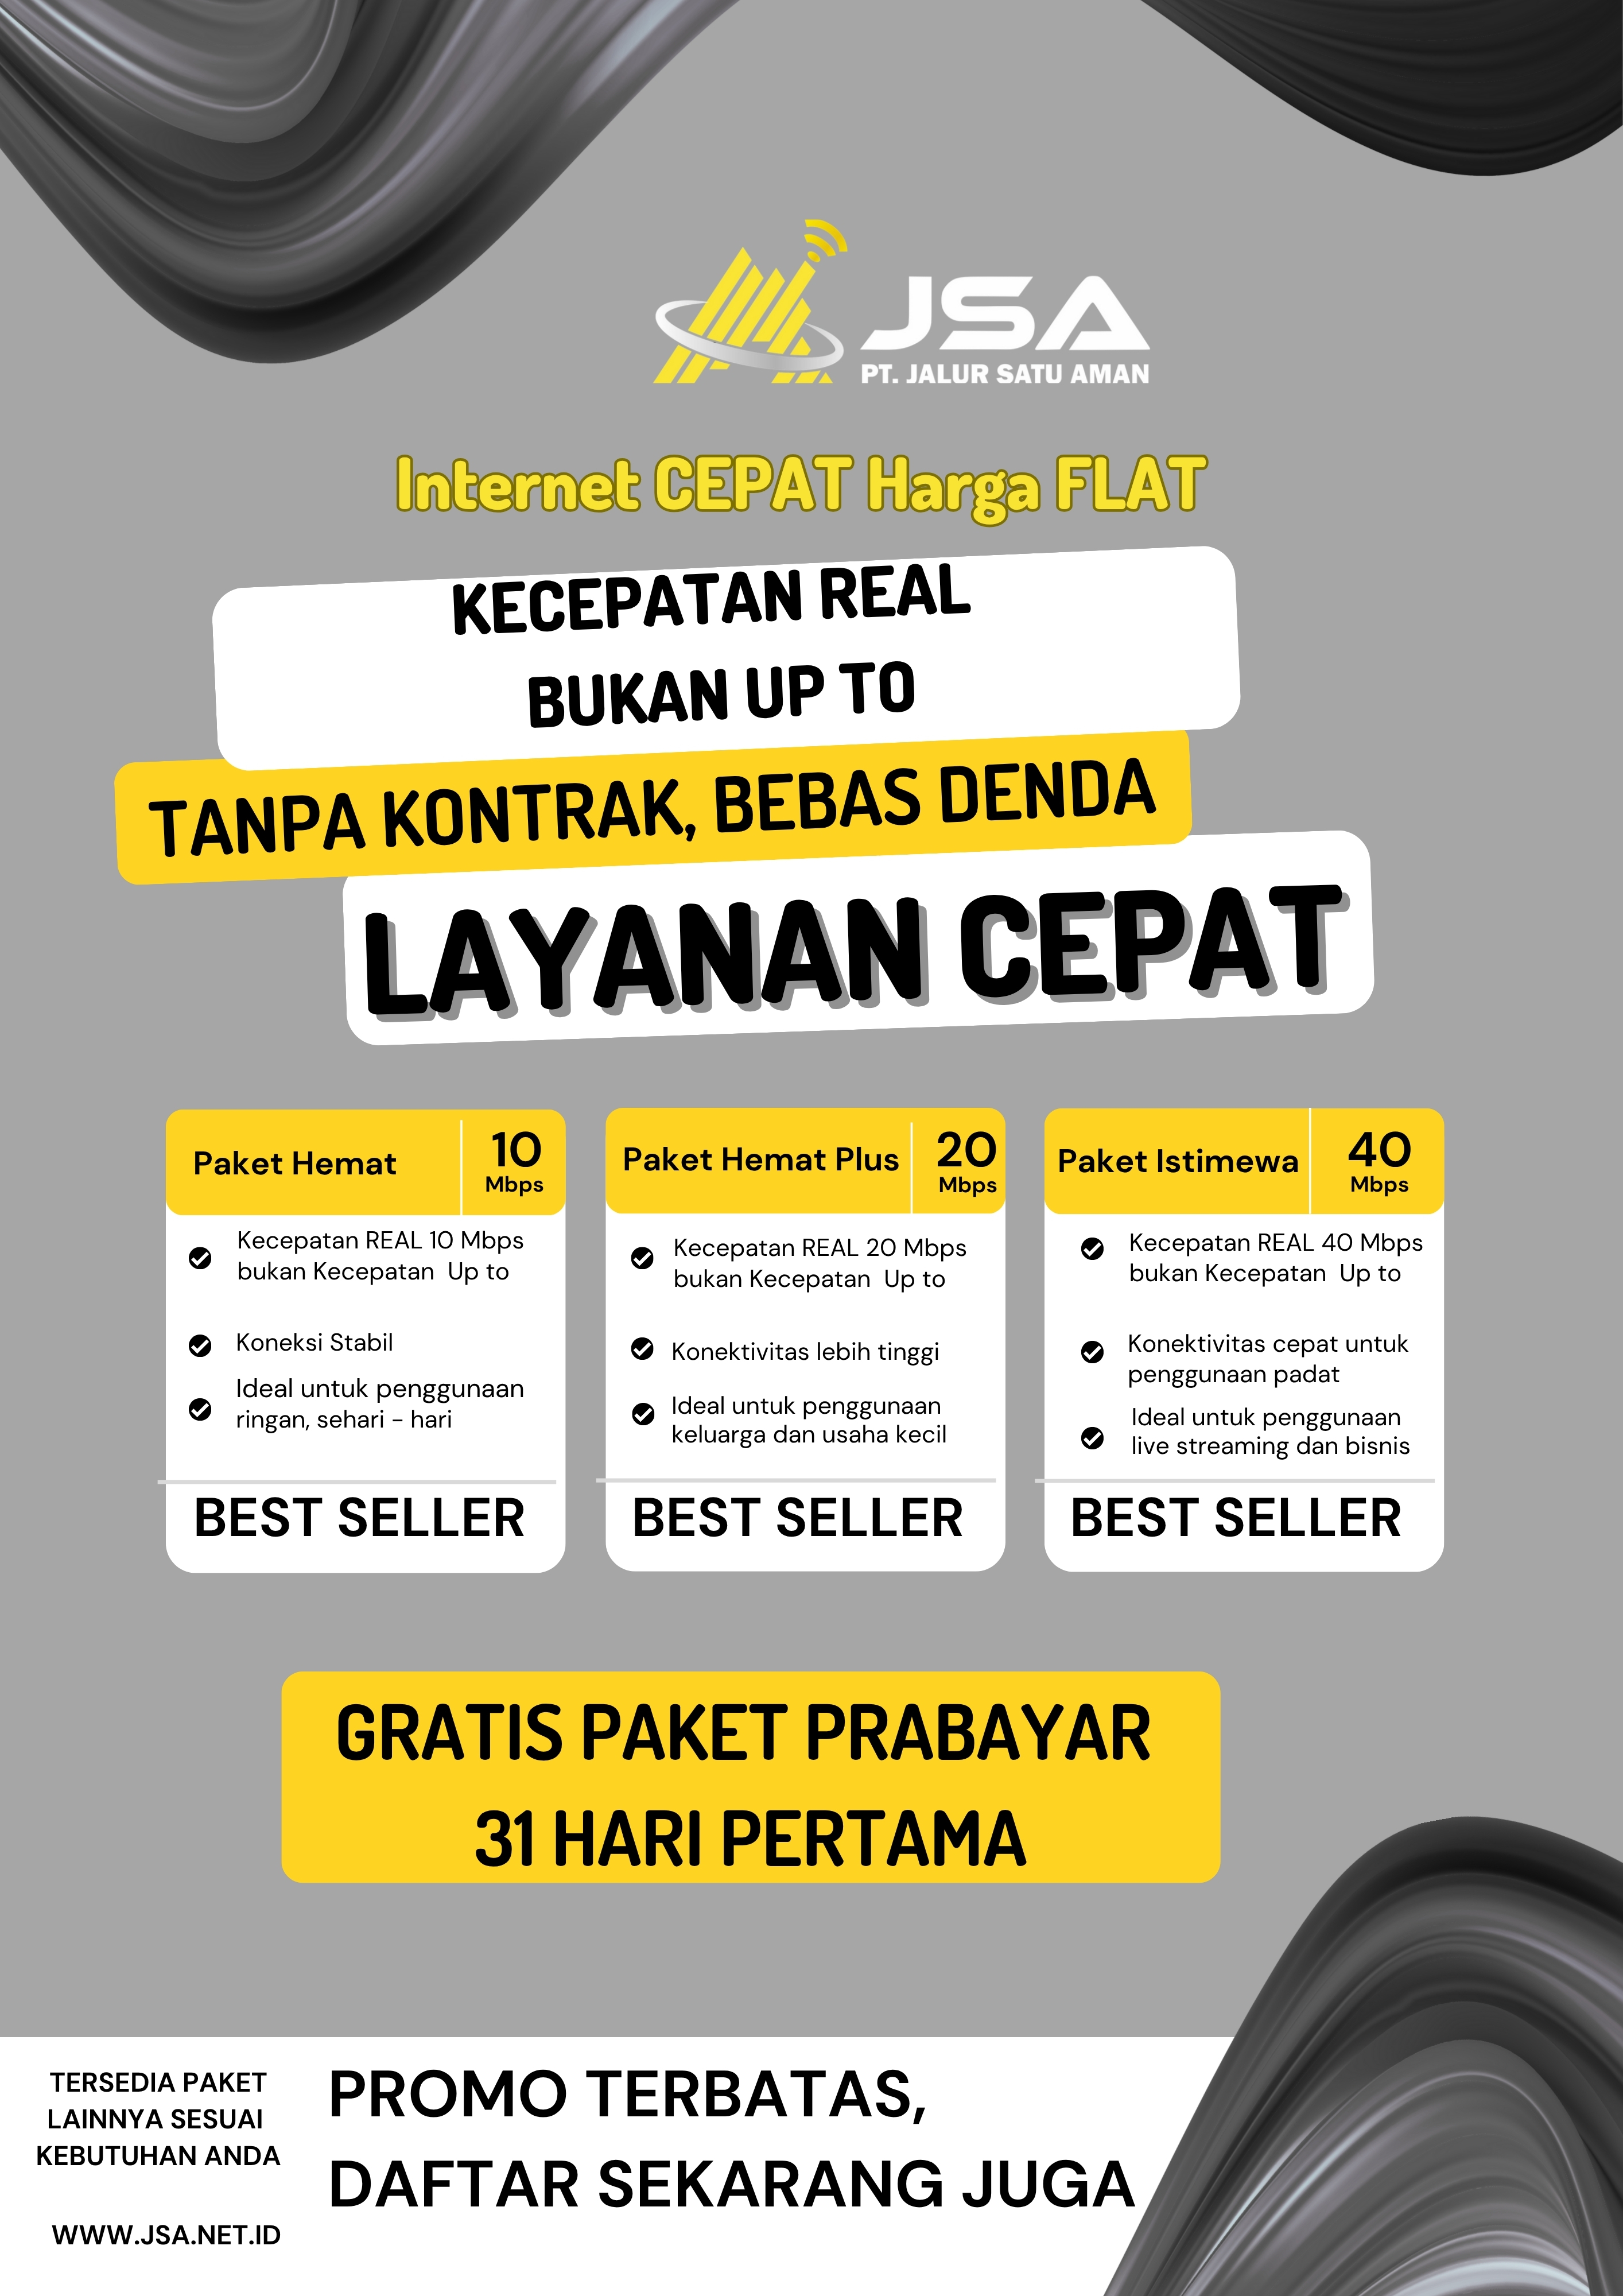 JSA
PT. JALUR SATU AMAN
Internet CEPAT Harga FLAT
KECEPATAN REAL
BUKAN UP TO
TANPA KONTRAK, BEBAS DENDA
LAYANAN CEPAT
Paket Hemat
10
Mbps
Kecepatan REAL 10 Mbps
bukan Kecepatan Up to
Koneksi Stabil
Ideal untuk penggunaan
ringan, sehari - hari
BEST SELLER
Paket Hemat Plus
20
Mbps
Kecepatan REAL 20 Mbps
bukan Kecepatan Up to
Konektivitas lebih tinggi
Ideal untuk penggunaan
keluarga dan usaha kecil
BEST SELLER
Paket Istimewa
40
Mbps
Kecepatan REAL 40 Mbps
bukan Kecepatan Up to
Konektivitas cepat untuk
penggunaan padat
Ideal untuk penggunaan
live streaming dan bisnis
BEST SELLER
GRATIS PAKET PRABAYAR
31 HARI PERTAMA
TERSEDIA PAKET
LAINNYA SESUAI
KEBUTUHAN ANDA
WWW.JSA.NET.ID
PROMO TERBATAS,
DAFTAR SEKARANG JUGA